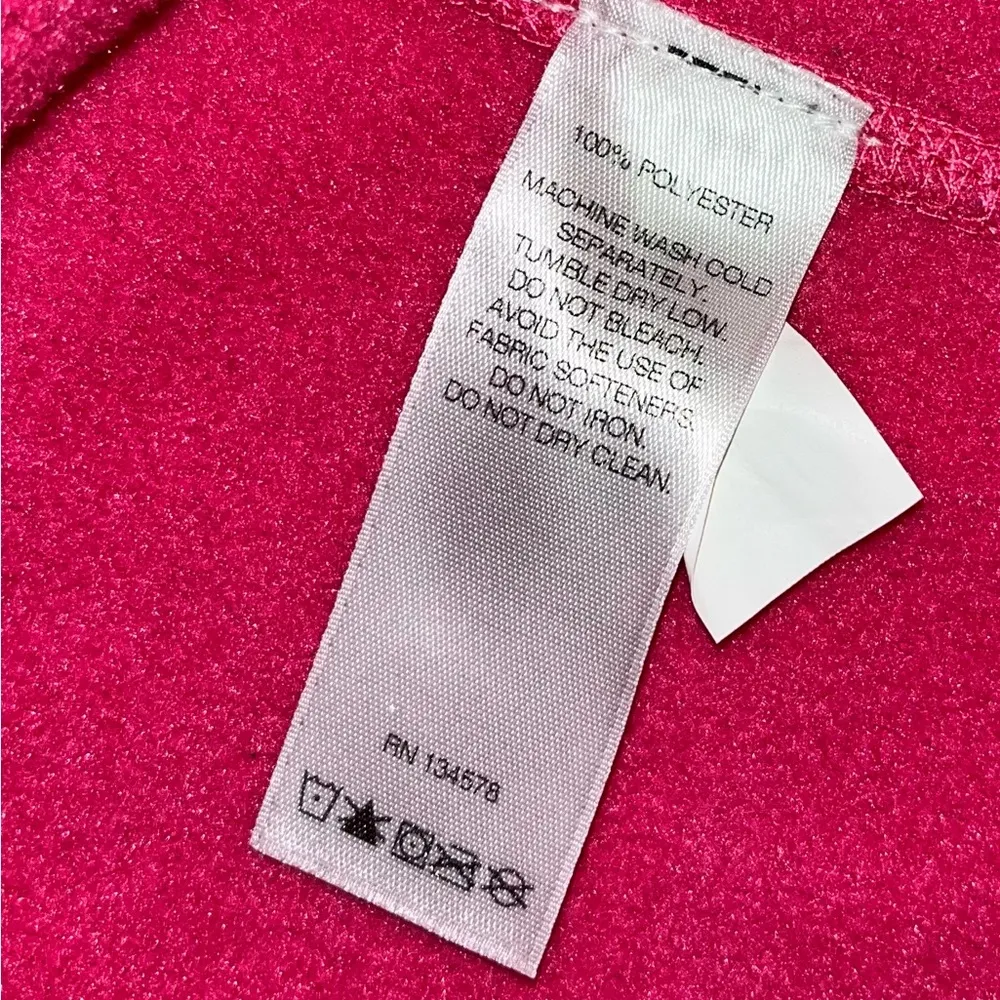 100% POLYESTER
MACHINE WASH COLD
SEPARATELY.
TUMBLE DRY LOW.
DO NOT BLEACH.
AVOID THE USE OF
FABRIC SOFTENERS.
DO NOT IRON.
DO NOT DRY CLEAN.
RN 134576